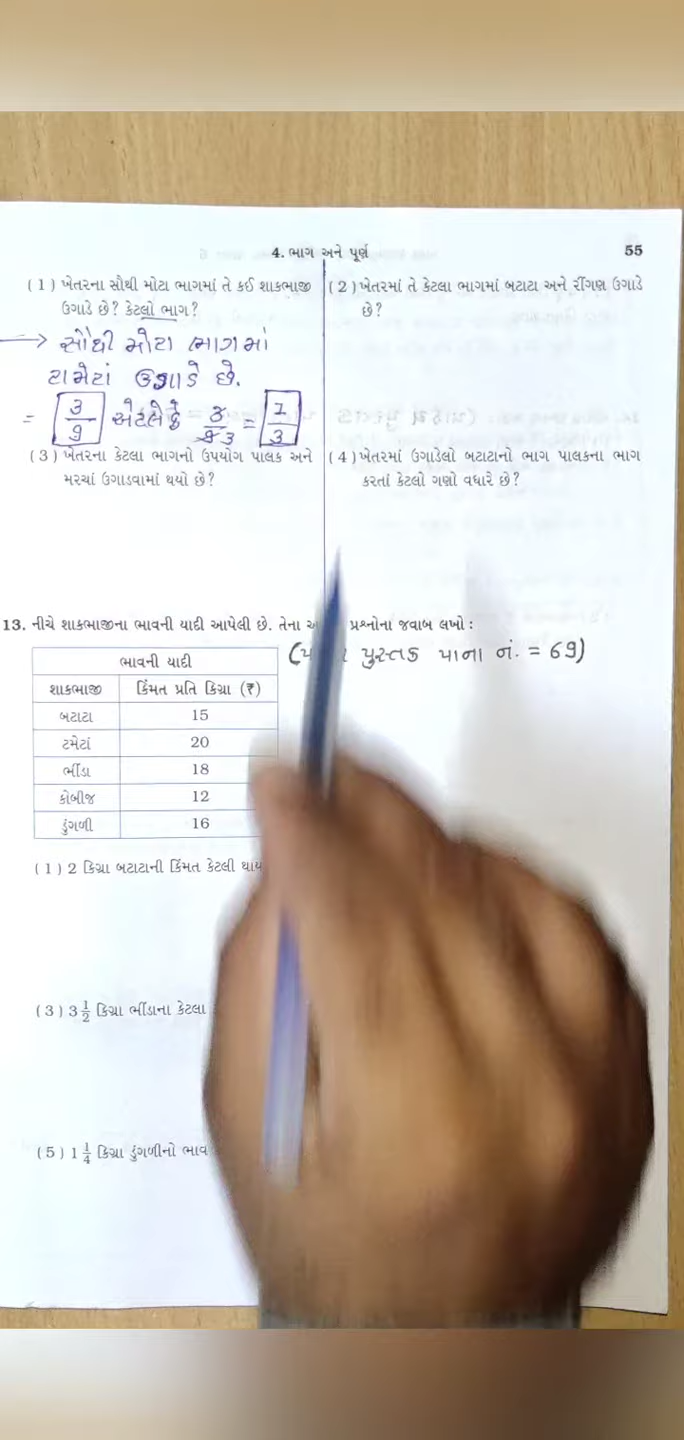 4. ભાગ અને પૂર્ણ
55
(1) ખેતરના સૌથી મોટા ભાગમાં તે કઈ શાકભાજી
ઉગાડે છે? કેટલો ભાગ?
→ સૌથી મોટા ભાગમાં
ટામેટાં ઉગાડે છે.
= 3/9 એટલે કે 3/9 3 = 1/3
(2) ખેતરમાં તે કેટલા ભાગમાં બટાટા અને રીંગણ ઉગાડે
છે?
(3) ખેતરના કેટલા ભાગનો ઉપયોગ પાલક અને
મરચાં ઉગાડવામાં થયો છે?
(4) ખેતરમાં ઉગાડેલો બટાટાનો ભાગ પાલકના ભાગ
કરતાં કેટલો ગણો વધારે છે?
13. નીચે શાકભાજીના ભાવની યાદી આપેલી છે. તેના પ્રશ્નોના જવાબ લખો :
પુસ્તક પાના નં. = 69)
ભાવની યાદી
શાકભાજી કિંમત પ્રતિ કિગ્રા (₹)
બટાટા 15
ટમેટાં 20
ભીંડા 18
કોબીજ 12
ડુંગળી 16
(1) 2 કિગ્રા બટાટાની કિંમત કેટલી
(3) 3 1/2 કિગ્રા ભીંડાના કેટલા
(5) 1 1/4 કિગ્રા ડુંગળીનો ભાવ